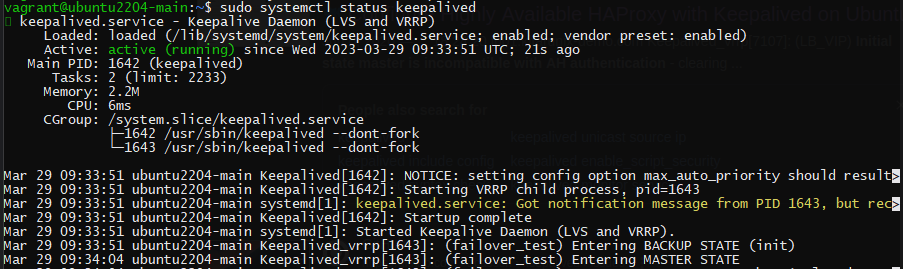 vagrant@ubuntu2204-main:~$ sudo systemctl status keepalived
keepalived.service - Keepalive Daemon (LVS and VRRP)
Loaded: loaded (/lib/systemd/system/keepalived.service; enabled; vendor preset: enabled)
Active: active (running) since Wed 2023-03-29 09:33:51 UTC; 21s ago
Main PID: 1642 (keepalived)
Tasks: 2 (limit: 2233)
Memory: 2.2M
CPU: 6ms
CGroup: /system.slice/keepalived.service
├─1642 /usr/sbin/keepalived --dont-fork
└─1643 /usr/sbin/keepalived --dont-fork
Mar 29 09:33:51 ubuntu2204-main Keepalived[1642]: NOTICE: setting config option max_auto_priority should result>
Mar 29 09:33:51 ubuntu2204-main Keepalived[1642]: Starting VRRP child process, pid=1643
Mar 29 09:33:51 ubuntu2204-main systemd[1]: keepalived.service: Got notification message from PID 1643, but rec>
Mar 29 09:33:51 ubuntu2204-main Keepalived[1642]: Startup complete
Mar 29 09:33:51 ubuntu2204-main systemd[1]: Started Keepalive Daemon (LVS and VRRP).
Mar 29 09:33:51 ubuntu2204-main Keepalived_vrrp[1643]: (failover_test) Entering BACKUP STATE (init)
Mar 29 09:34:04 ubuntu2204-main Keepalived_vrrp[1643]: (failover_test) Entering MASTER STATE